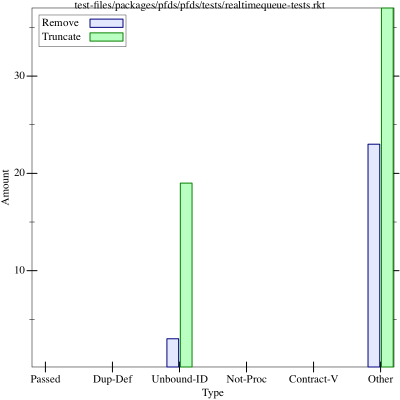 test-files/packages/pfds/pfds/tests/realtimequeue-tests.rkt
Remove
Truncate
30
20
10
Amount
Passed Dup-Def Unbound-ID Not-Proc Contract-V Other
Type